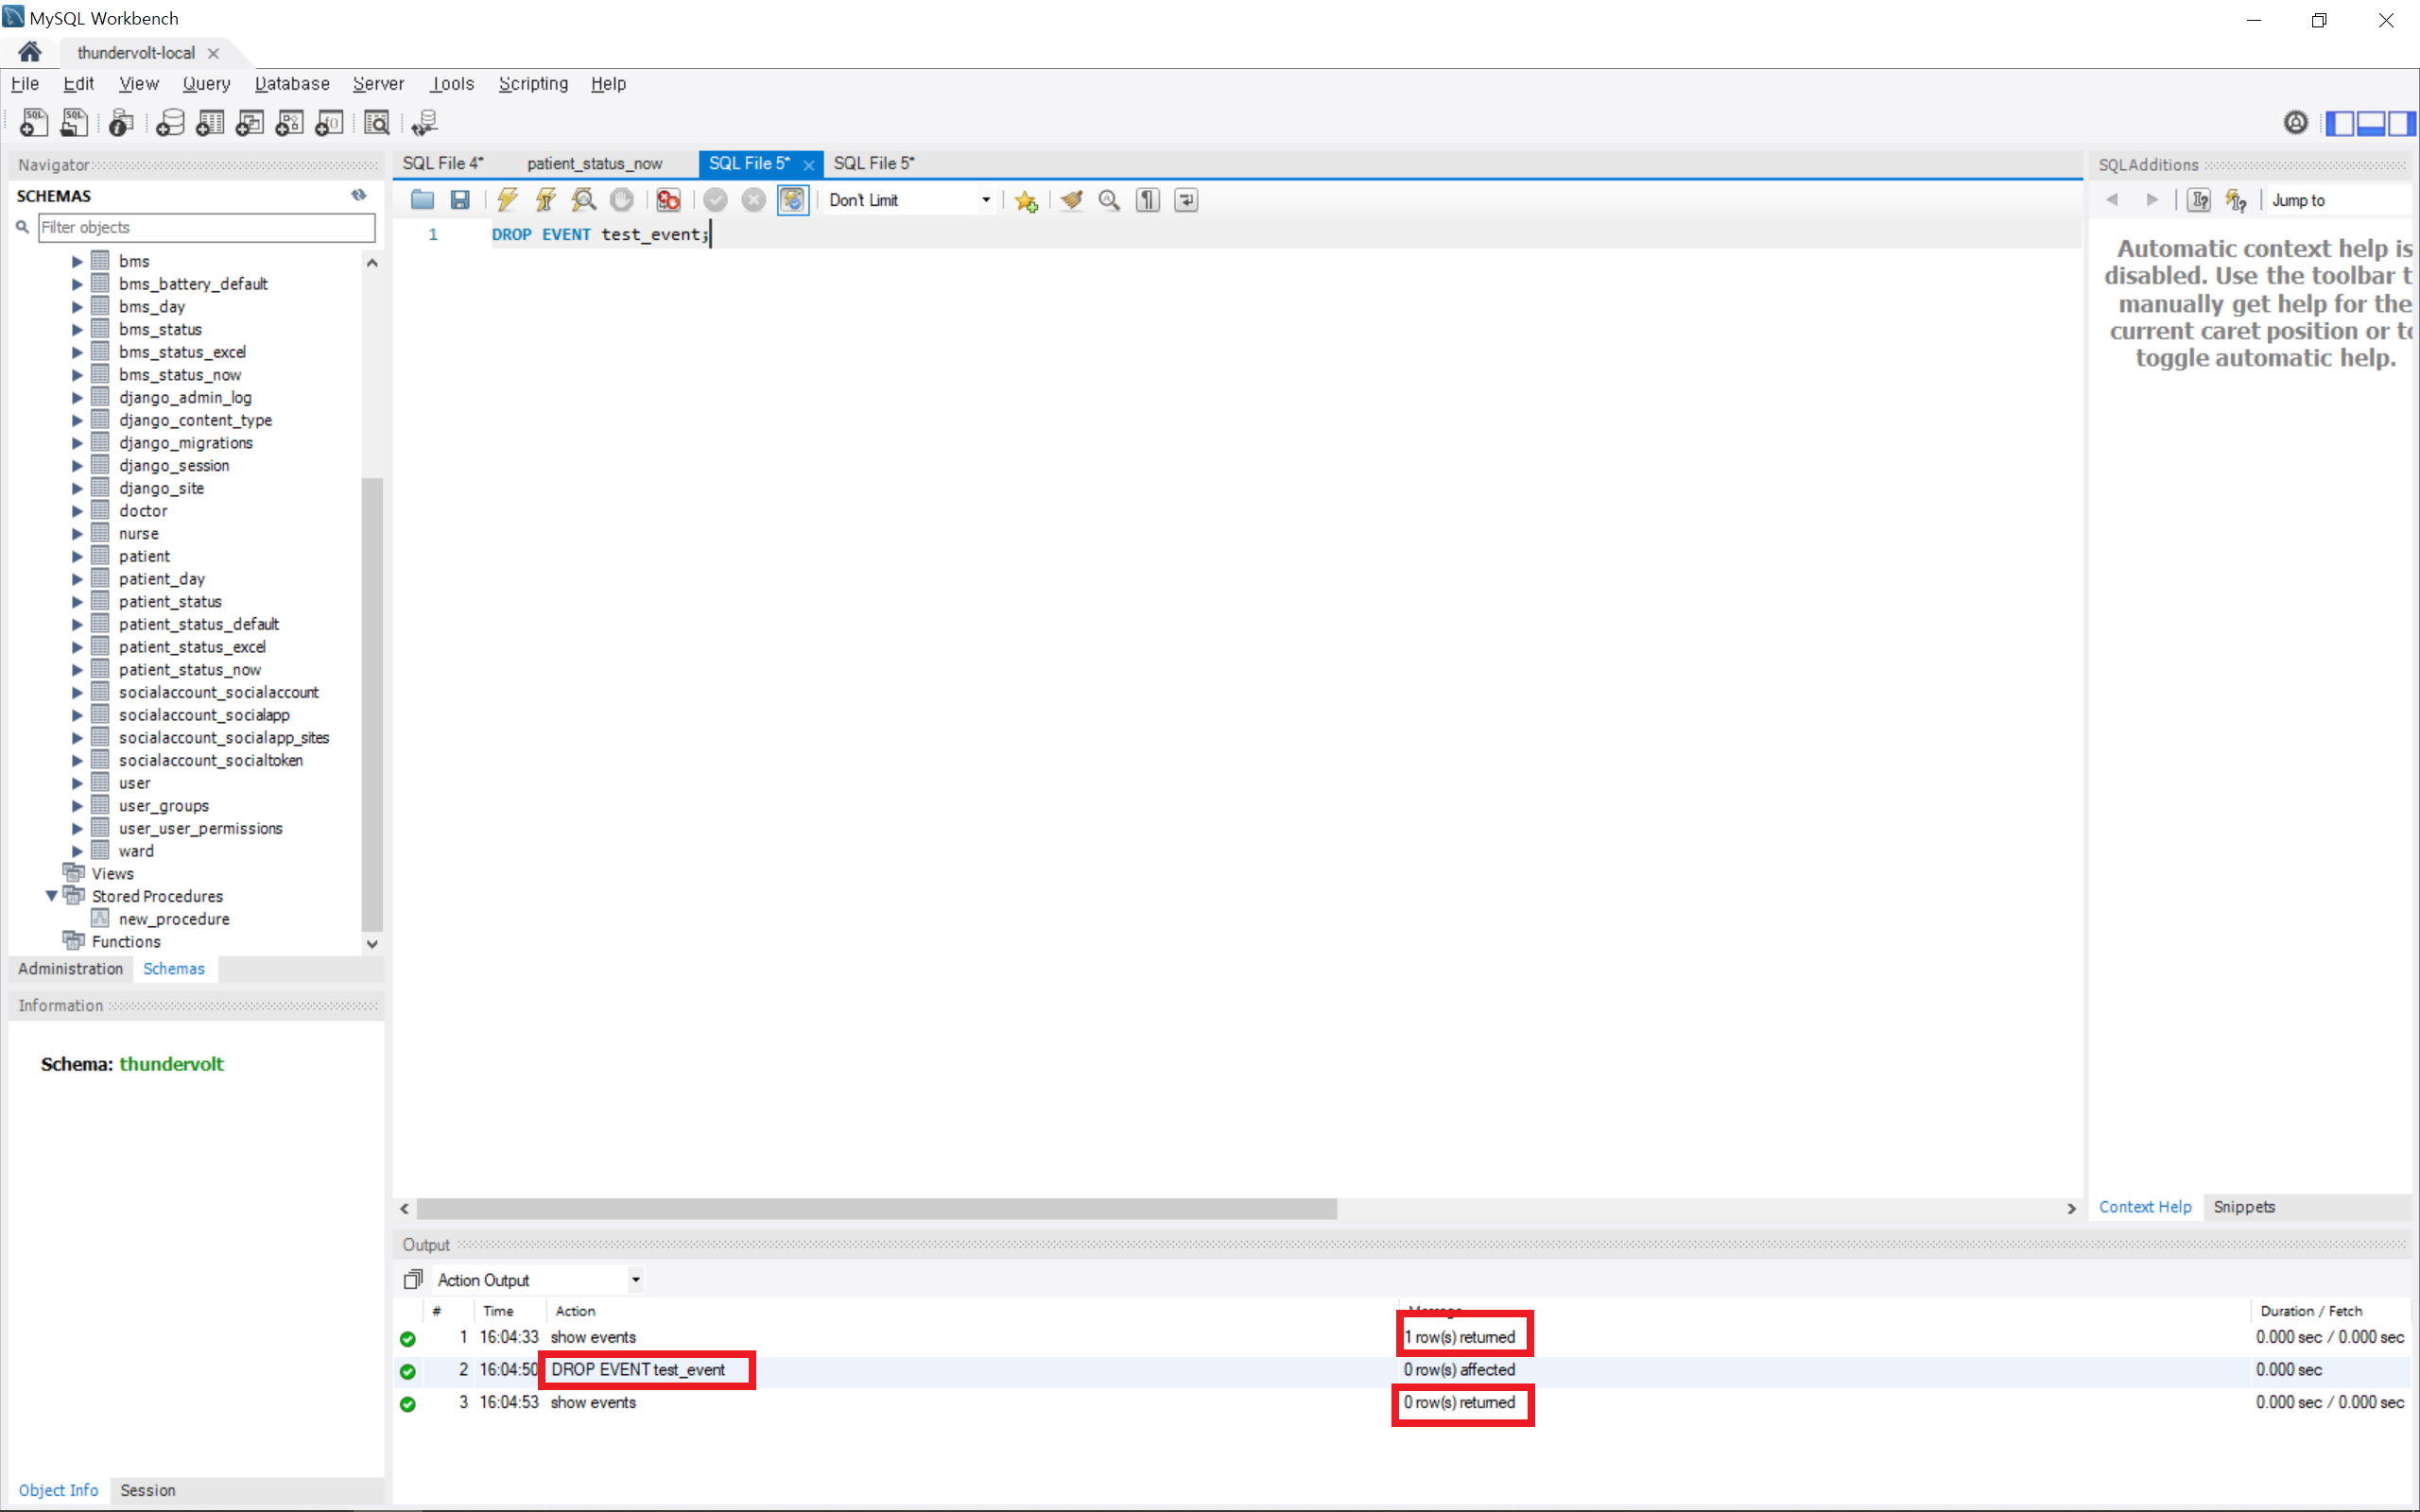 MySQL Workbench
thundervolt-local
File Edit View Query Database Server Tools Scripting Help
Navigator
SCHEMAS
Filter objects
bms
bms_battery_default
bms_day
bms_status
bms_status_excel
bms_status_now
django_admin_log
django_content_type
django_migrations
django_session
django_site
doctor
nurse
patient
patient_day
patient_status
patient_status_default
patient_status_excel
patient_status_now
socialaccount_socialaccount
socialaccount_socialapp
socialaccount_socialapp_sites
socialaccount_socialtoken
user
user_groups
user_user_permissions
ward
Views
Stored Procedures
new_procedure
Functions
Administration Schemas
Information
Schema: thundervolt
Object Info Session
SQL File 4* patient_status_now SQL File 5* SQL File 5*
Don't Limit
1 DROP EVENT test_event;
SQLAdditions
Jump to
Automatic context help is
disabled. Use the toolbar t
manually get help for the
current caret position or to
toggle automatic help.
Context Help Snippets
Output
Action Output
# Time Action Message Duration / Fetch
1 16:04:33 show events 1 row(s) returned 0.000 sec / 0.000 sec
2 16:04:50 DROP EVENT test_event 0 row(s) affected 0.000 sec
3 16:04:53 show events 0 row(s) returned 0.000 sec / 0.000 sec